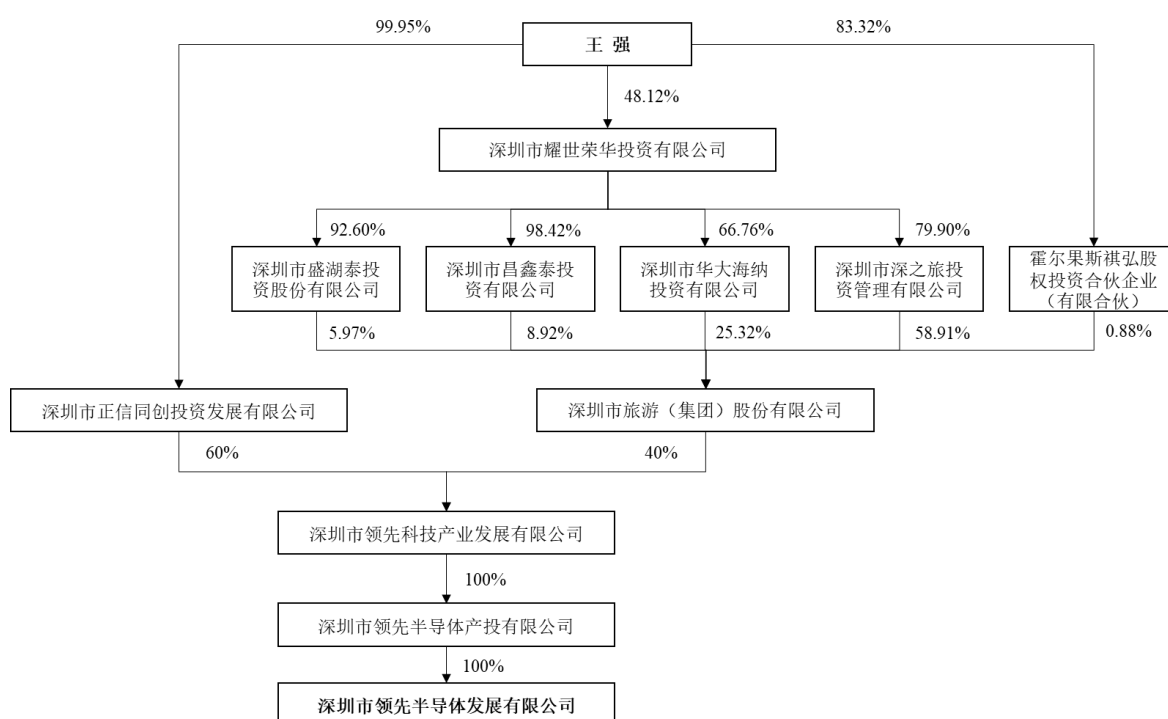 99.95%
王 强
83.32%
48.12%
深圳市耀世荣华投资有限公司
92.60%
98.42%
66.76%
79.90%
深圳市盛湖泰投
资股份有限公司
深圳市昌鑫泰投
资有限公司
深圳市华大海纳
投资有限公司
深圳市深之旅投
资管理有限公司
霍尔果斯祺弘股
权投资合伙企业
（有限合伙）
5.97%
8.92%
25.32%
58.91%
0.88%
深圳市正信同创投资发展有限公司
深圳市旅游（集团）股份有限公司
60%
40%
深圳市领先科技产业发展有限公司
100%
深圳市领先半导体产投有限公司
100%
深圳市领先半导体发展有限公司